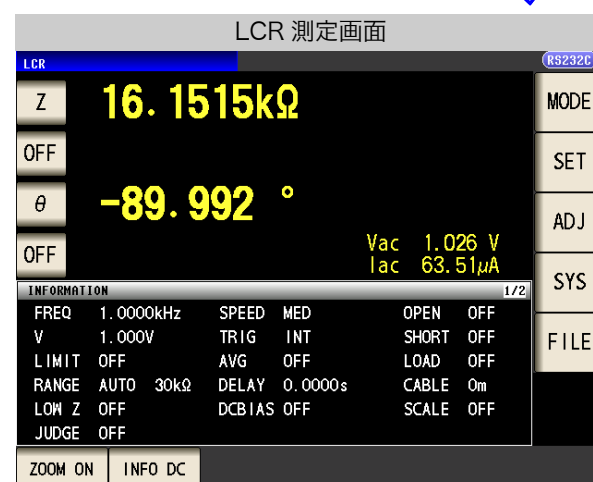 LCR 測定画面
LCR
RS232C
Z 16.1515kΩ
MODE
OFF
SET
θ -89.992 °
ADJ
OFF
Vac 1.026 V
Iac 63.51μA
SYS
INFORMATION 1/2
FREQ 1.0000kHz SPEED MED OPEN OFF
V 1.000V TRIG INT SHORT OFF
FILE
LIMIT OFF AVG OFF LOAD OFF
RANGE AUTO 30kΩ DELAY 0.0000s CABLE 0m
LOW Z OFF DCBIAS OFF SCALE OFF
JUDGE OFF
ZOOM ON INFO DC